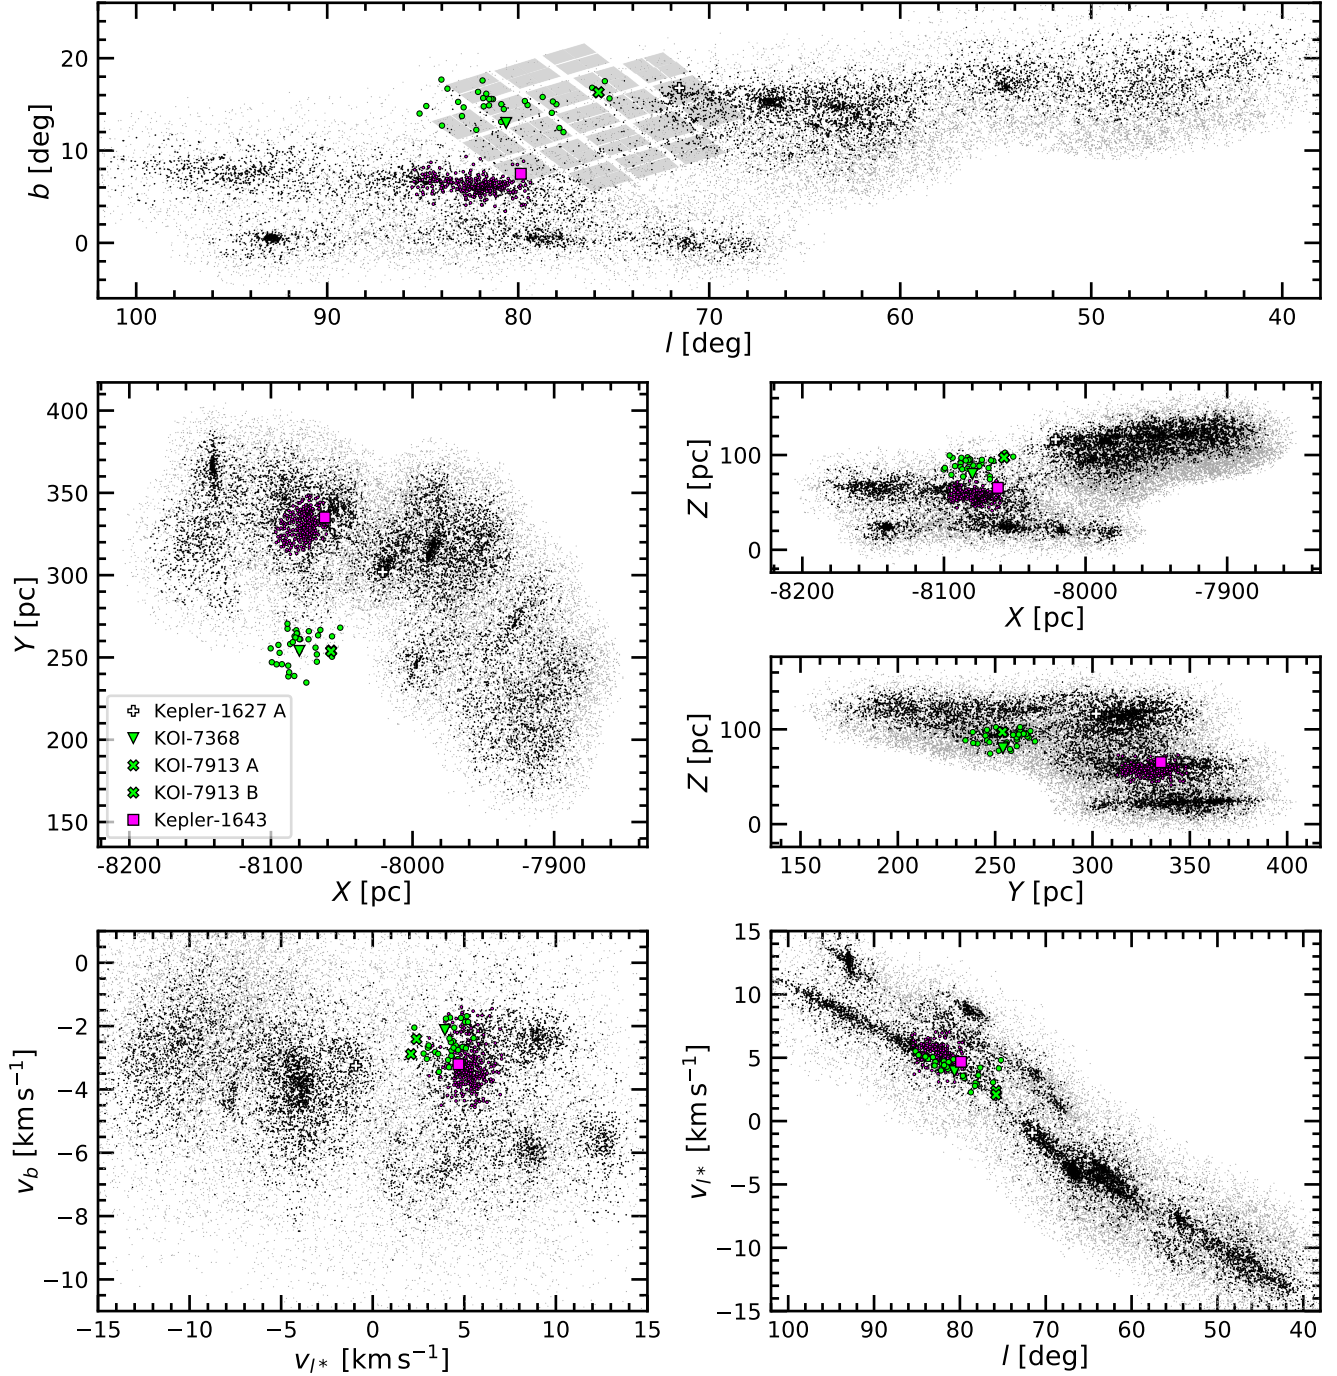 20
10
0
b [deg]
100 90 80 70 60 50 40
l [deg]
400
350
300
250
200
150
Y [pc]
Kepler-1627 A
KOI-7368
KOI-7913 A
KOI-7913 B
Kepler-1643
-8200 -8100 -8000 -7900
X [pc]
100
0
Z [pc]
-8200 -8100 -8000 -7900
X [pc]
100
0
Z [pc]
150 200 250 300 350 400
Y [pc]
0
−2
−4
−6
−8
−10
v_b [km s⁻¹]
−15 −10 −5 0 5 10 15
v_l* [km s⁻¹]
15
10
5
0
−5
−10
−15
v_l* [km s⁻¹]
100 90 80 70 60 50 40
l [deg]